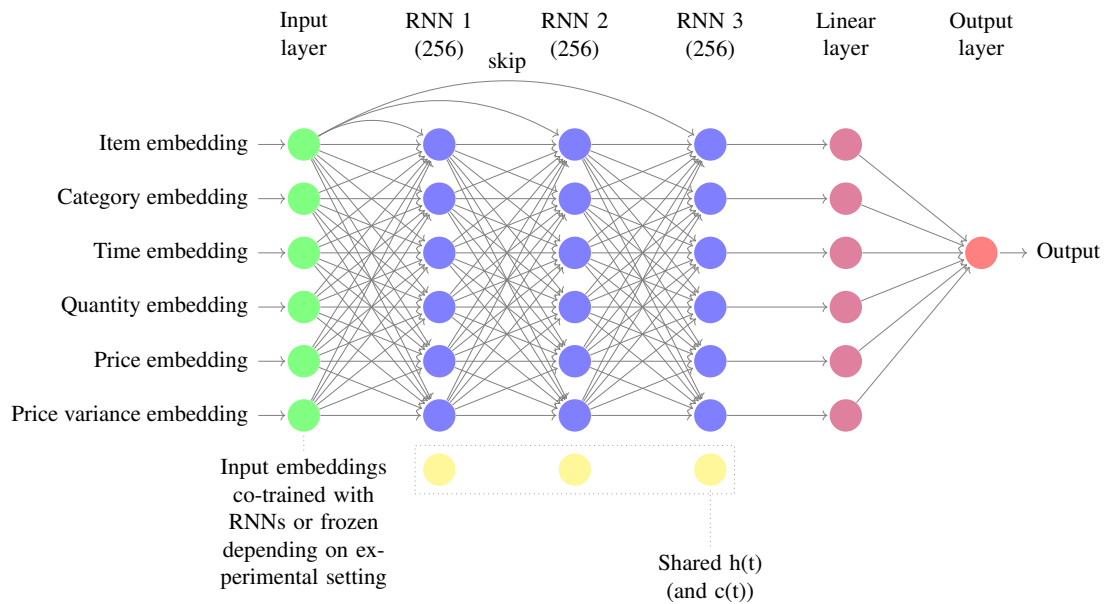 Input
layer
RNN 1
(256)
RNN 2
(256)
RNN 3
(256)
Linear
layer
Output
layer
skip
Item embedding
Category embedding
Time embedding
Quantity embedding
Price embedding
Price variance embedding
Output
Input embeddings
co-trained with
RNNs or frozen
depending on ex-
perimental setting
Shared h(t)
(and c(t))